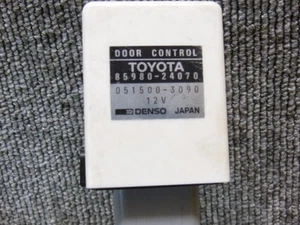 DOOR CONTROL
TOYOTA
85980-24070
051500-3090
12V
DENSO JAPAN